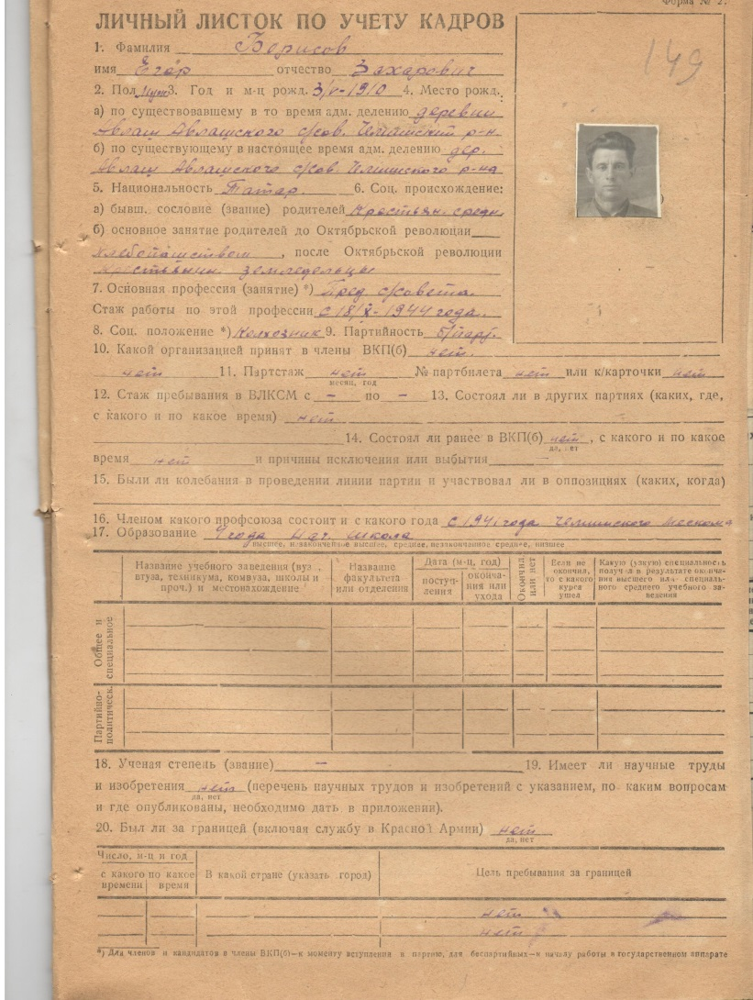 Форма № 2.
ЛИЧНЫЙ ЛИСТОК ПО УЧЕТУ КАДРОВ
149
1. Фамилия Борисов
имя Егор отчество Захарович
2. Пол муж 3. Год и м-ц рожд. 3/V-1910 4. Место рожд.
а) по существовавшему в то время адм. делению деревни
Авлаш Авлашского с/сов. Челнинский р-н.
б) по существующему в настоящее время адм. делению дер.
Авлаш Авлашского с/сов. Челнинского р-на
5. Национальность Татар. 6. Соц. происхождение:
а) бывш. сословие (звание) родителей Крестьян. средн.
б) основное занятие родителей до Октябрьской революции
хлебопашеством, после Октябрьской революции
крестьянин. земледельцы
7. Основная профессия (занятие) *) Пред. с/совета.
Стаж работы по этой профессии с 18/X-1944 года.
8. Соц. положение *) Колхозник 9. Партийность б/парт.
10. Какой организацией принят в члены ВКП(б) нет.
нет 11. Партстаж нет № партбилета нет или к/карточки нет
месяц, год
12. Стаж пребывания в ВЛКСМ с – по – 13. Состоял ли в других партиях (каких, где,
с какого и по какое время) нет
14. Состоял ли ранее в ВКП(б) нет, с какого и по какое
да, нет
время нет и причины исключения или выбытия
15. Были ли колебания в проведении линии партии и участвовал ли в оппозициях (каких, когда)
16. Членом какого профсоюза состоит и с какого года с 1941 года Челнинского месткома
17. Образование 4 года нач. школа
высшее, незаконченное высшее, среднее, незаконченное среднее, низшее
Название учебного заведения (вуз, втуза, техникума, комвуза, школы и проч.) и местонахождение
Название факультета или отделения
Дата (м-ц, год)
поступления
окончания или ухода
Окончил или нет
Если не окончил, то с какого курса ушел
Какую (узкую) специальность получил в результате окончания высшего или специального среднего учебного заведения
Общее и специальное
Партийно-политическ.
18. Ученая степень (звание) – 19. Имеет ли научные труды
и изобретения нет (перечень научных трудов и изобретений с указанием, по каким вопросам
да, нет
и где опубликованы, необходимо дать в приложении).
20. Был ли за границей (включая службу в Красной Армии) нет
да, нет
Число, м-ц и год
с какого времени
по какое время
В какой стране (указать город)
Цель пребывания за границей
нет
нет
*) Для членов и кандидатов в члены ВКП(б)—к моменту вступления в партию, для беспартийных—к началу работы в государственном аппарате